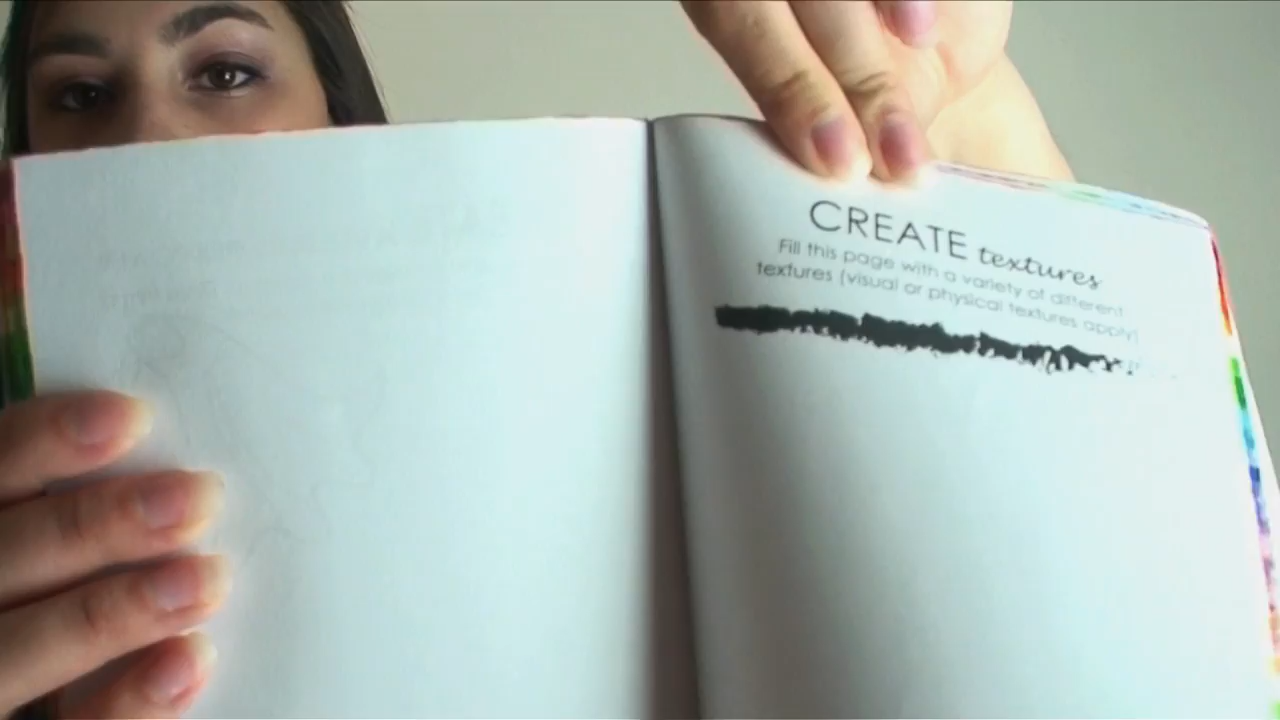 CREATE textures
Fill this page with a variety of different
textures (visual or physical textures apply)